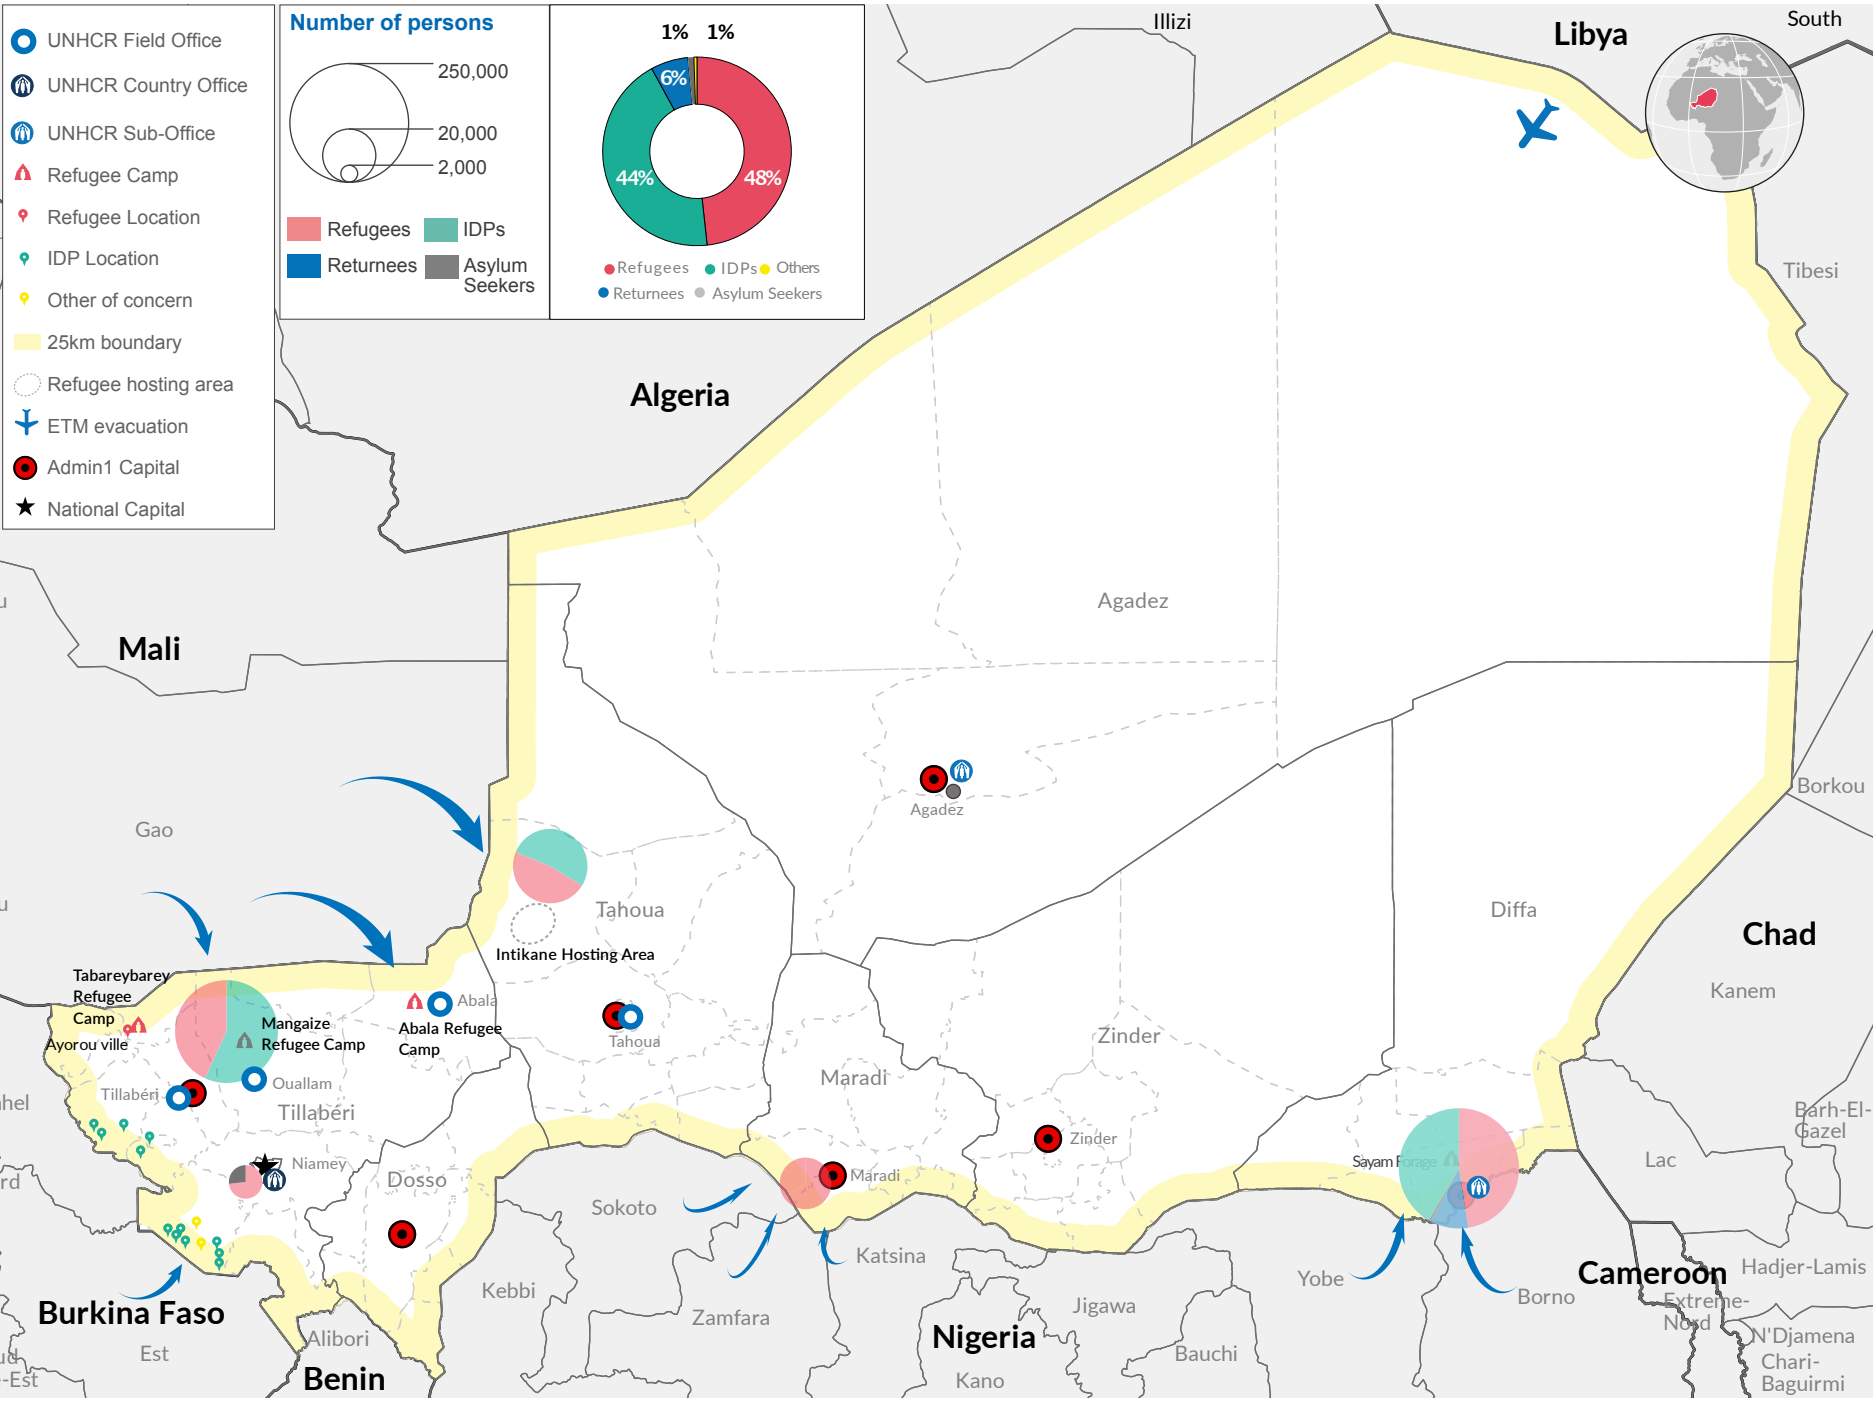 UNHCR Field Office
UNHCR Country Office
UNHCR Sub-Office
Refugee Camp
Refugee Location
IDP Location
Other of concern
25km boundary
Refugee hosting area
ETM evacuation
Admin1 Capital
National Capital
Number of persons
250,000
20,000
2,000
Refugees
IDPs
Returnees
Asylum
Seekers
1%
1%
6%
44%
48%
Refugees
IDPs
Others
Returnees
Asylum Seekers
Illizi
Libya
South
Tibesi
Algeria
Agadez
Mali
Gao
Agadez
Borkou
Tahoua
Intikane Hosting Area
Diffa
Chad
Kanem
Tabareybarey
Refugee
Camp
Ayorou ville
Mangaize
Refugee Camp
Abala
Abala Refugee
Camp
Tahoua
Zinder
Maradi
Ouallam
Tillabéri
Tillabéri
Barh-El-
Gazel
Zinder
Niamey
Dosso
Maradi
Sayam Forage
Lac
Sokoto
Katsina
Kebbi
Yobe
Borno
Cameroon
Hadjer-Lamis
Extreme-
Nord
Burkina Faso
Est
Alibori
Benin
Zamfara
Nigeria
Jigawa
Kano
Bauchi
N'Djamena
Chari-
Baguirmi
-Est